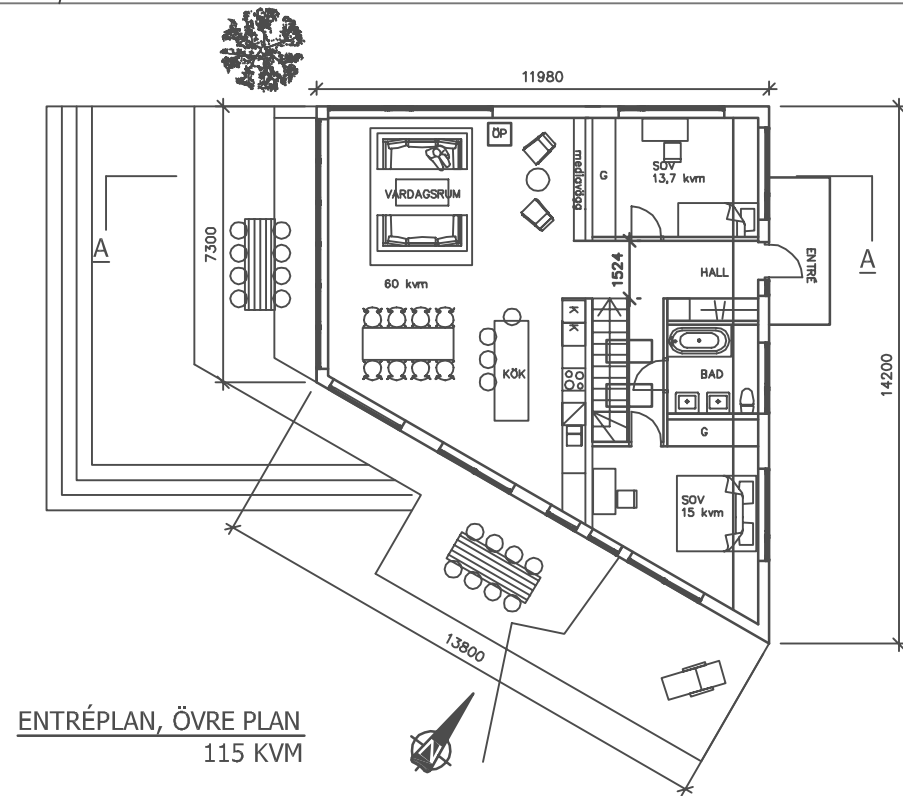 11980
ÖP
mediavägg
G
SOV
13,7 kvm
VARDAGSRUM
A
7300
60 kvm
1524
HALL
ENTRÉ
A
K
K
KÖK
BAD
14200
G
SOV
15 kvm
13800
N
ENTRÉPLAN, ÖVRE PLAN
115 KVM